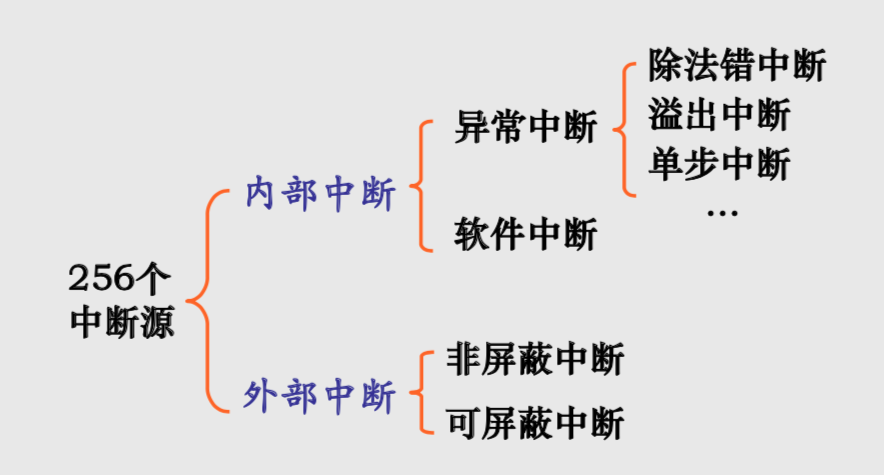 256个
中断源
内部中断
异常中断
除法错中断
溢出中断
单步中断
...
软件中断
外部中断
非屏蔽中断
可屏蔽中断